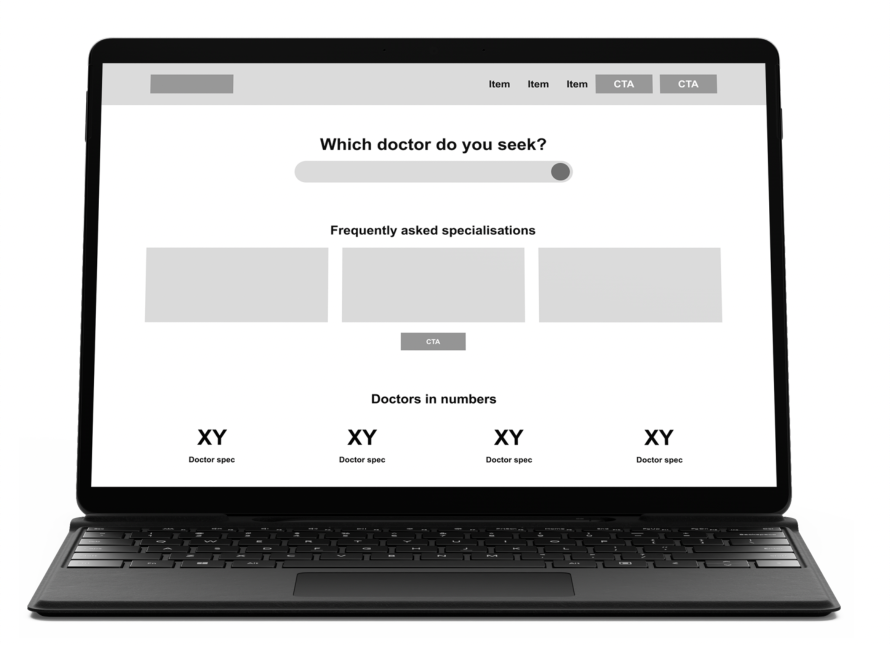 Item Item Item CTA CTA
Which doctor do you seek?
Frequently asked specialisations
CTA
Doctors in numbers
XY XY XY XY
Doctor spec Doctor spec Doctor spec Doctor spec